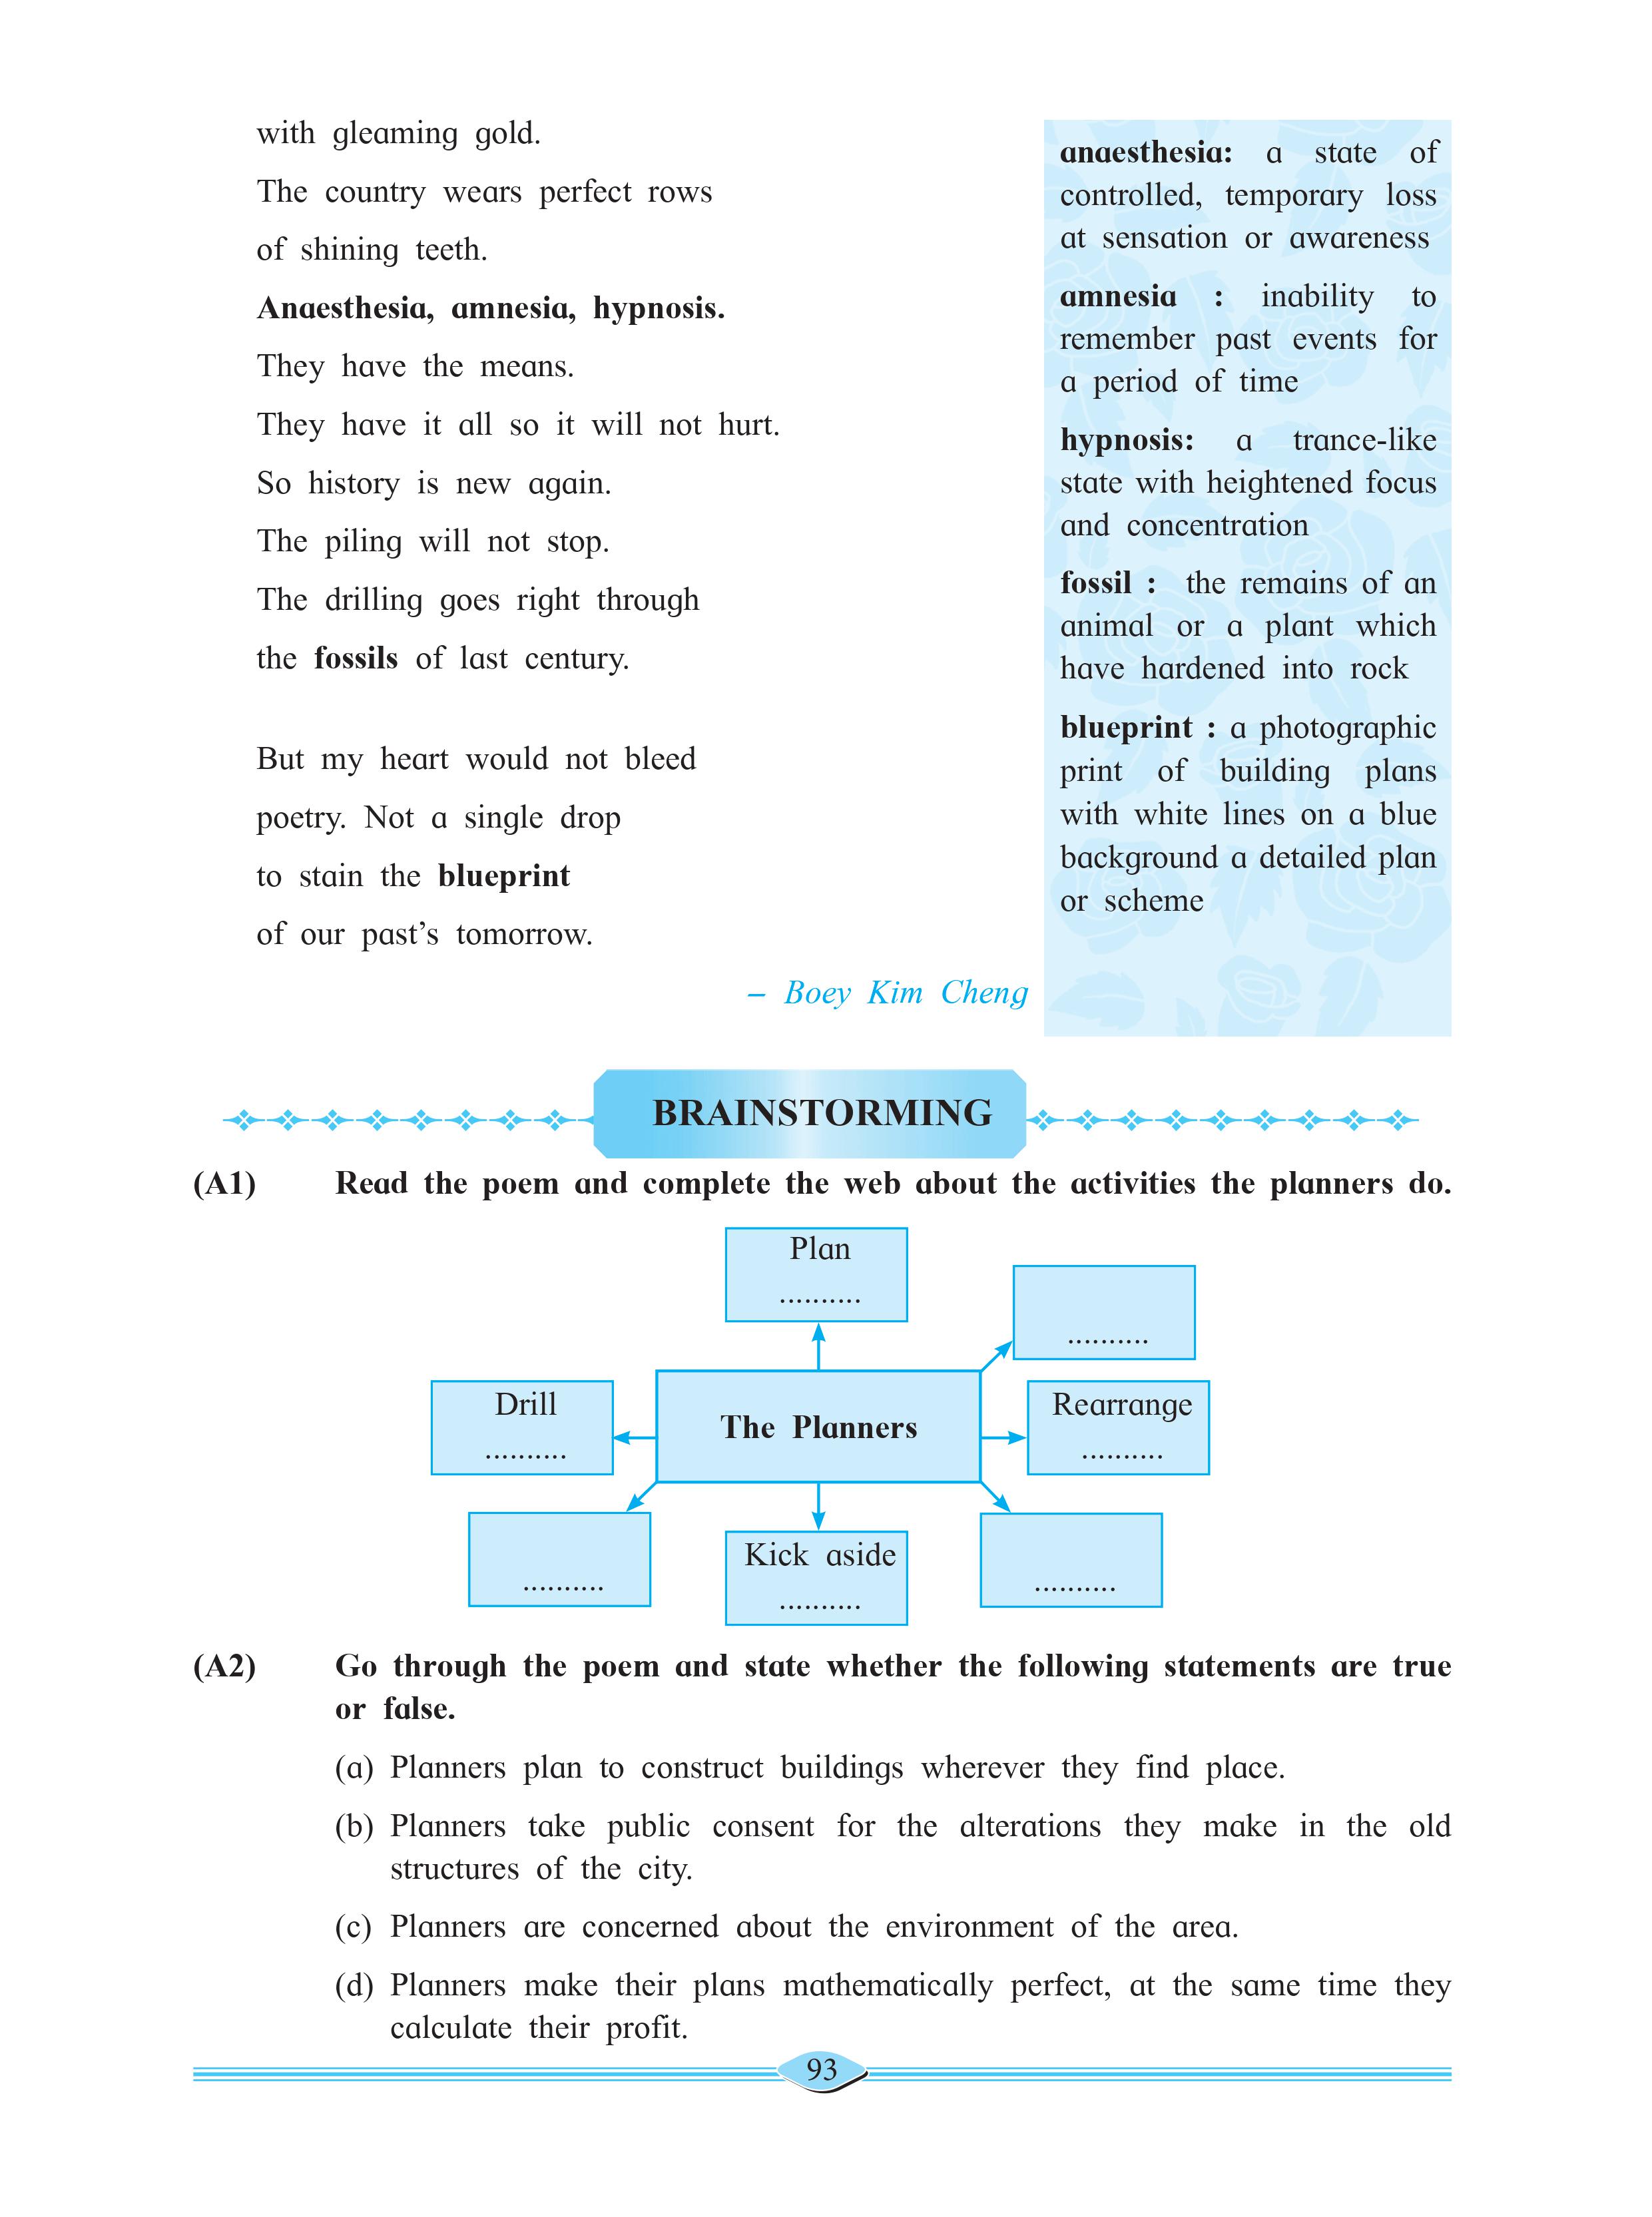 with gleaming gold.
The country wears perfect rows
of shining teeth.
Anaesthesia, amnesia, hypnosis.
They have the means.
They have it all so it will not hurt.
So history is new again.
The piling will not stop.
The drilling goes right through
the fossils of last century.
But my heart would not bleed
poetry. Not a single drop
to stain the blueprint
of our past's tomorrow.
– Boey Kim Cheng
anaesthesia: a state of
controlled, temporary loss
at sensation or awareness
amnesia : inability to
remember past events for
a period of time
hypnosis: a trance-like
state with heightened focus
and concentration
fossil : the remains of an
animal or a plant which
have hardened into rock
blueprint : a photographic
print of building plans
with white lines on a blue
background a detailed plan
or scheme
BRAINSTORMING
(A1) Read the poem and complete the web about the activities the planners do.
Plan
..........
..........
Drill
..........
The Planners
Rearrange
..........
..........
Kick aside
..........
..........
(A2) Go through the poem and state whether the following statements are true
or false.
(a) Planners plan to construct buildings wherever they find place.
(b) Planners take public consent for the alterations they make in the old
structures of the city.
(c) Planners are concerned about the environment of the area.
(d) Planners make their plans mathematically perfect, at the same time they
calculate their profit.
93